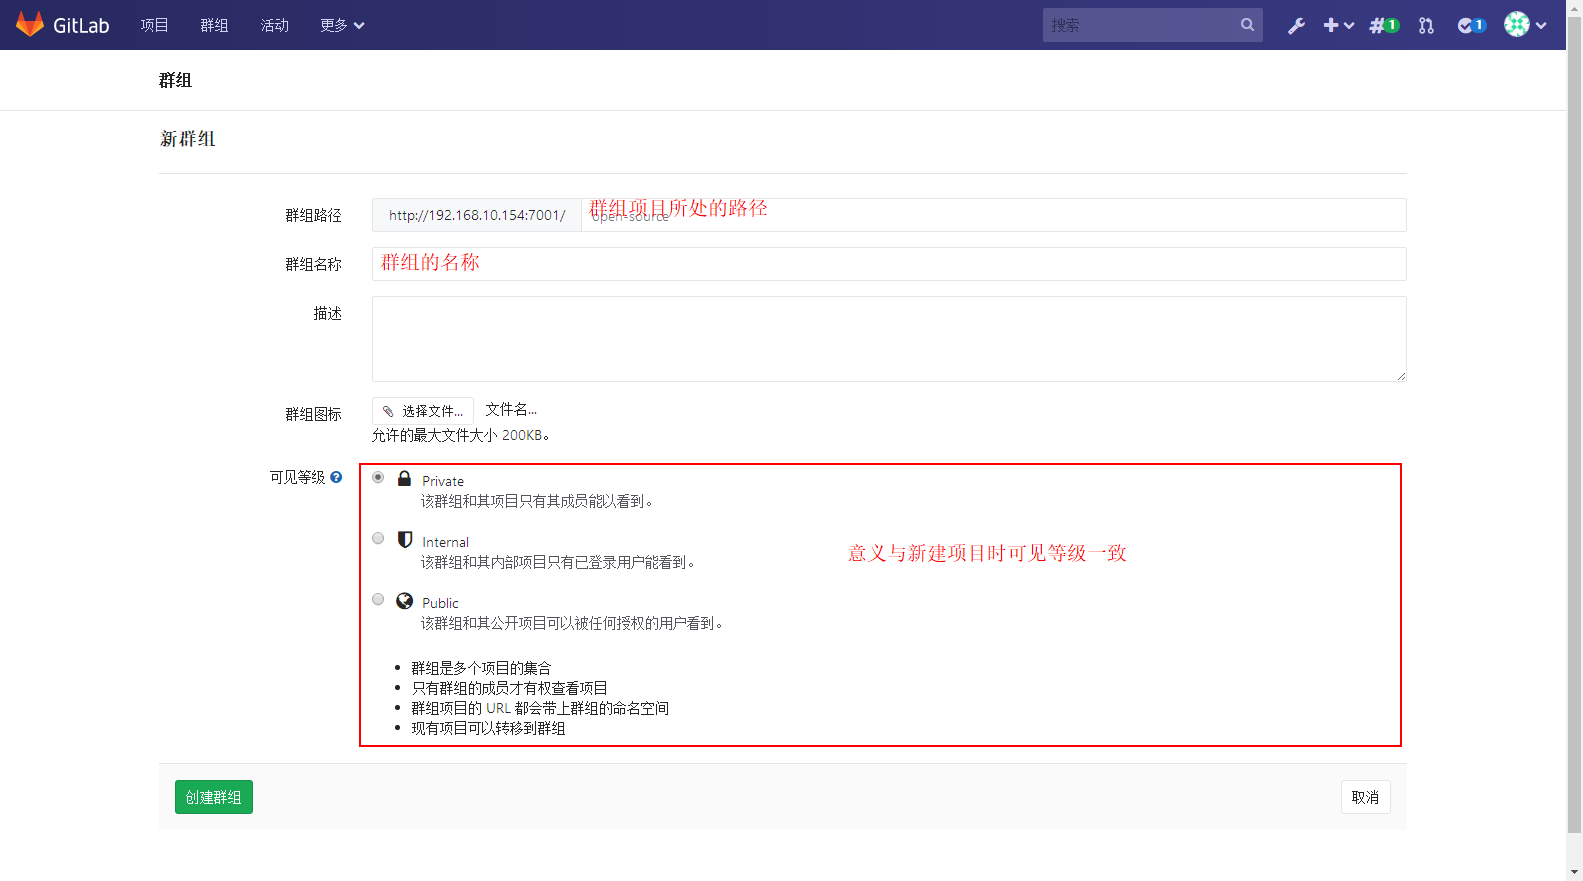 GitLab 项目 群组 活动 更多 搜索 1 1
群组
新群组
群组路径 http://192.168.10.154:7001/ open-source 群组项目所处的路径
群组名称 群组的名称
描述
群组图标 选择文件... 文件名...
允许的最大文件大小 200KB。
可见等级 Private
该群组和其项目只有其成员能以看到。
Internal
该群组和其内部项目只有已登录用户能看到。
意义与新建项目时可见等级一致
Public
该群组和其公开项目可以被任何授权的用户看到。
群组是多个项目的集合
只有群组的成员才有权查看项目
群组项目的 URL 都会带上群组的命名空间
现有项目可以转移到群组
创建群组 取消